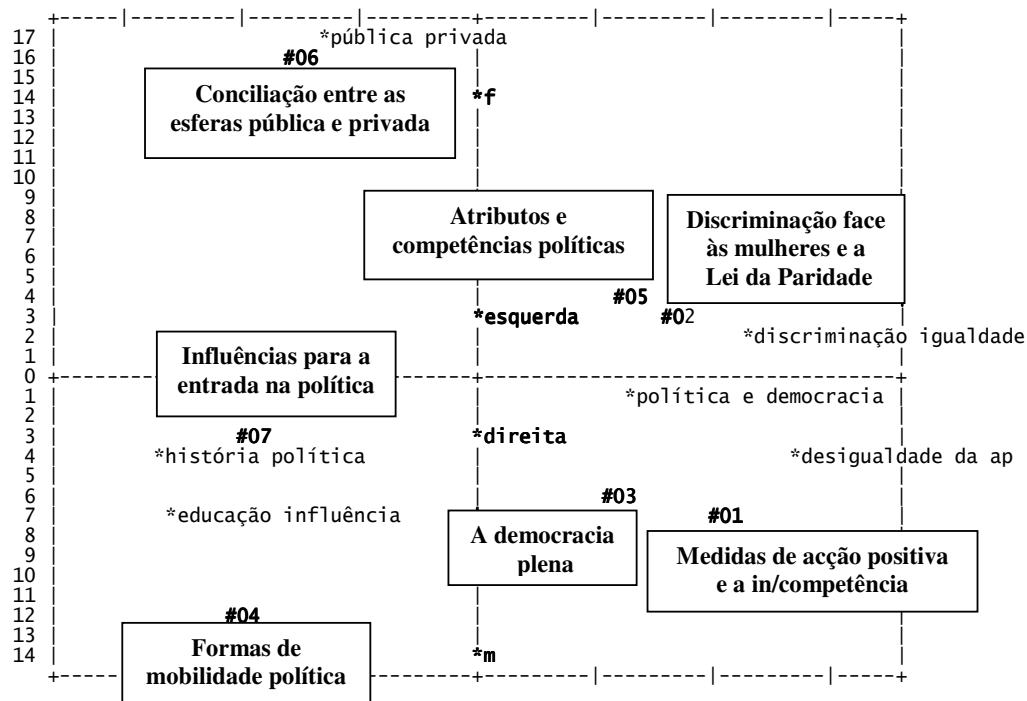 +-----|-----|-----|---------+---------|-----|-----|-----+
17 *pública privada
16 #06
15
14 Conciliação entre as *f
13 esferas pública e privada
12
11
10
9
8 Atributos e Discriminação face
7 competências políticas às mulheres e a
6
5 Lei da Paridade
4 #05
3 *esquerda #02
2 *discriminação igualdade
1 Influências para a
0 entrada na política
1 *política e democracia
2
3 #07 *direita
4 *história política *desigualdade da ap
5
6 #03
7 *educação influência #01
8 A democracia
9 plena Medidas de acção positiva
10 e a in/competência
11
12 #04
13 Formas de
14 mobilidade política *m
+-----|-----|-----|---------+---------|-----|-----|-----+